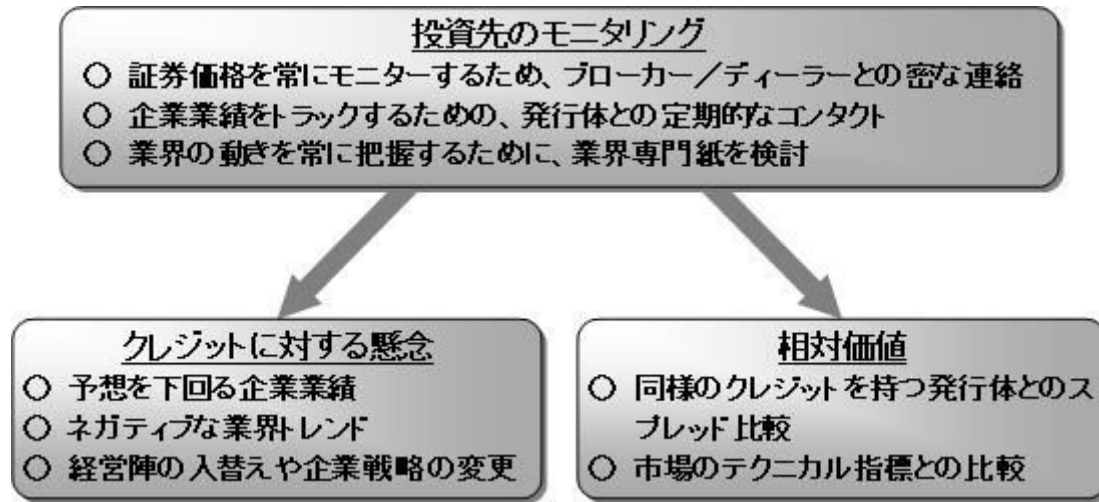 投資先のモニタリング
○ 証券価格を常にモニターするため、ブローカー／ディーラーとの密な連絡
○ 企業業績をトラックするための、発行体との定期的なコンタクト
○ 業界の動きを常に把握するために、業界専門紙を検討
クレジットに対する懸念
○ 予想を下回る企業業績
○ ネガティブな業界トレンド
○ 経営陣の入替えや企業戦略の変更
相対価値
○ 同様のクレジットを持つ発行体とのス
プレッド比較
○ 市場のテクニカル指標との比較